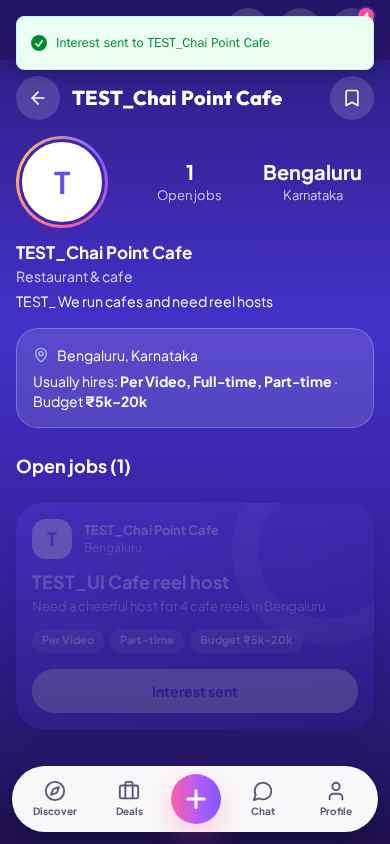 Interest sent to TEST_Chai Point Cafe
TEST_Chai Point Cafe
T
1
Open jobs
Bengaluru
Karnataka
TEST_Chai Point Cafe
Restaurant & cafe
TEST_ We run cafes and need reel hosts
Bengaluru, Karnataka
Usually hires: Per Video, Full-time, Part-time ·
Budget ₹5k–20k
Open jobs (1)
T
TEST_Chai Point Cafe
Bengaluru
TEST_UI Cafe reel host
Need a cheerful host for 4 cafe reels in Bengaluru
Per Video
Part-time
Budget ₹5k–20k
Interest sent
Discover
Deals
Chat
Profile